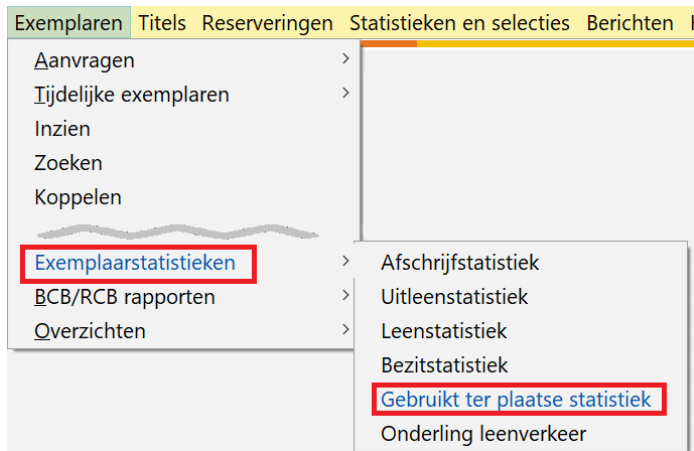 Exemplaren Titels Reserveringen Statistieken en selecties Berichten
Aanvragen
Tijdelijke exemplaren
Inzien
Zoeken
Koppelen
Exemplaarstatistieken
BCB/RCB rapporten
Overzichten
Afschrijfstatistiek
Uitleenstatistiek
Leenstatistiek
Bezitstatistiek
Gebruikt ter plaatse statistiek
Onderling leenverkeer